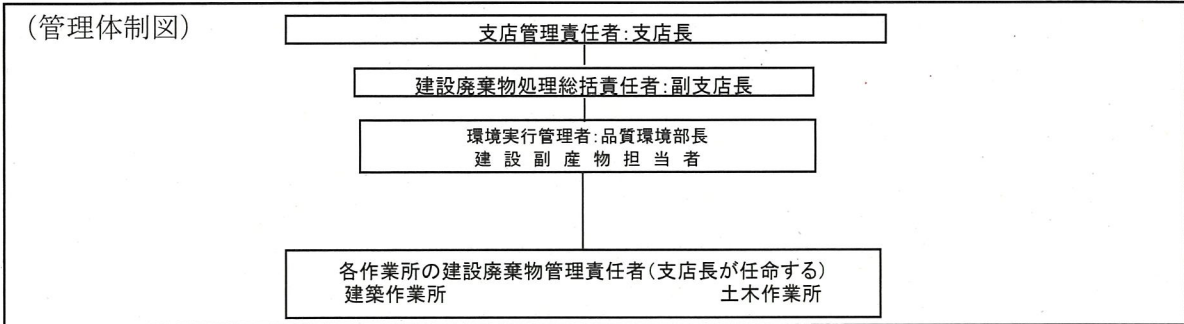 (管理体制図)
支店管理責任者:支店長
建設廃棄物処理総括責任者:副支店長
環境実行管理者:品質環境部長
建 設 副 産 物 担 当 者
各作業所の建設廃棄物管理責任者(支店長が任命する)
建築作業所 土木作業所